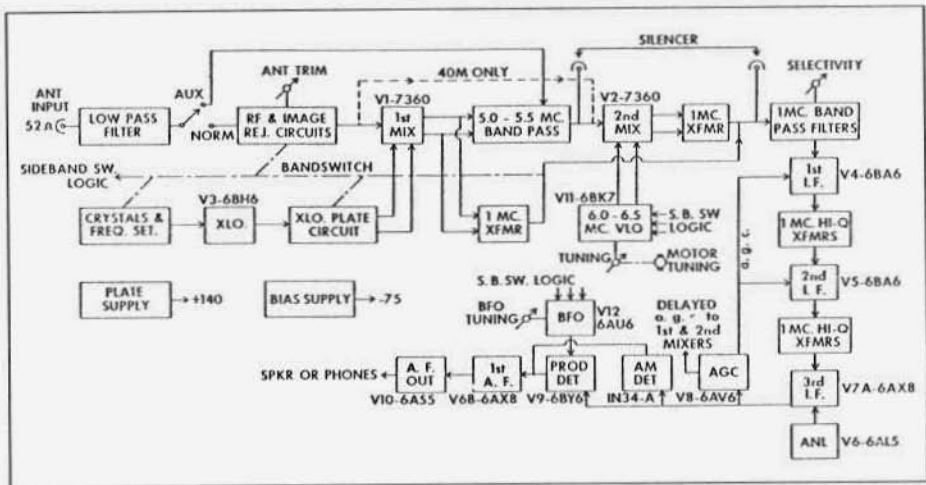 SILENCER
SELECTIVITY
ANT TRIM
40M ONLY
ANT
INPUT
52Ω
LOW PASS
FILTER
AUX
NORM.
RF & IMAGE
REJ. CIRCUITS
V1-7360
1st
MIX
5.0 - 5.5 MC.
BAND PASS
V2-7360
2nd
MIX
1MC.
XFMR
1MC. BAND
PASS FILTERS
SIDEBAND SW.
LOGIC
BANDSWITCH
V3-6BH6
CRYSTALS &
FREQ. SET.
XLO.
XLO. PLATE
CIRCUIT
1 MC.
XFMR
V11-6BK7
6.0 - 6.5
MC. VLO
S.B. SW
LOGIC
TUNING
MOTOR
TUNING
a.g.c.
1st
I.F.
V4-6BA6
1MC HI-Q
XFMRS
2nd
I.F.
V5-6BA6
1MC. HI-Q
XFMRS
3rd
I.F.
V7A-6AX8
ANL
V6-6AL5
PLATE
SUPPLY
+140
BIAS SUPPLY
-75
S.B. SW. LOGIC
BFO
TUNING
BFO
V12
6AU6
DELAYED
to
1st & 2nd
MIXERS
SPKR OR PHONES
A. F.
OUT
V10-6AS5
1st
A. F.
V6B-6AX8
PROD
DET
V9-6BY6
AM
DET
IN34-A
AGC
V8-6AV6